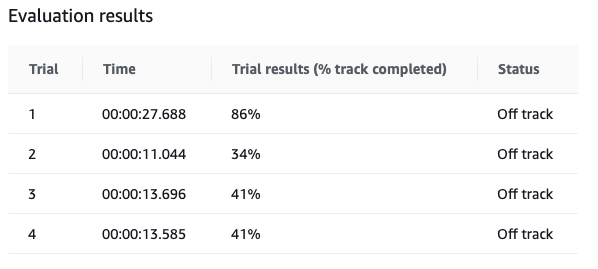 Evaluation results
Trial Time Trial results (% track completed) Status
1 00:00:27.688 86% Off track
2 00:00:11.044 34% Off track
3 00:00:13.696 41% Off track
4 00:00:13.585 41% Off track